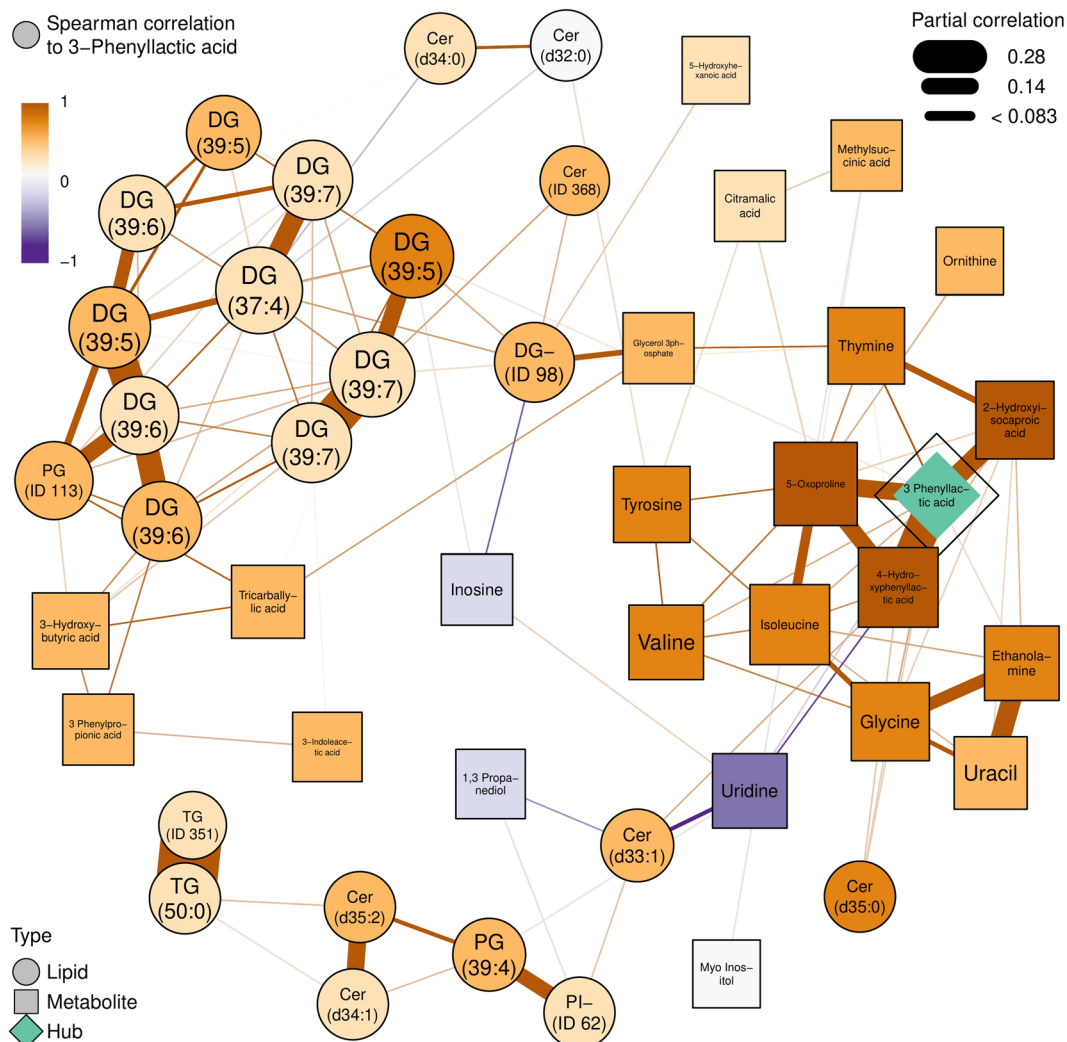 Spearman correlation
to 3−Phenyllactic acid
1
0
−1
Partial correlation
0.28
0.14
< 0.083
Cer
(d34:0)
Cer
(d32:0)
5−Hydroxyhe−
xanoic acid
DG
(39:5)
DG
(39:7)
Methylsuc−
cinic acid
Cer
(ID 368)
Citramalic
acid
DG
(39:6)
DG
(39:5)
Ornithine
DG
(37:4)
DG
(39:5)
DG−
(ID 98)
Glycerol 3ph−
osphate
Thymine
DG
(39:7)
DG
(39:6)
DG
(39:7)
2−Hydroxyi−
socaproic
acid
PG
(ID 113)
5−Oxoproline
3 Phenyllac−
tic acid
Tyrosine
DG
(39:6)
Inosine
4−Hydro−
xyphenyllac−
tic acid
Tricarbally−
lic acid
3−Hydroxy−
butyric acid
Isoleucine
Valine
Ethanola−
mine
3 Phenylpro−
pionic acid
3−Indoleace−
tic acid
Glycine
1,3 Propa−
nediol
Uridine
Uracil
TG
(ID 351)
Cer
(d33:1)
TG
(50:0)
Cer
(d35:2)
Cer
(d35:0)
PG
(39:4)
Cer
(d34:1)
PI−
(ID 62)
Myo Inos−
itol
Type
Lipid
Metabolite
Hub